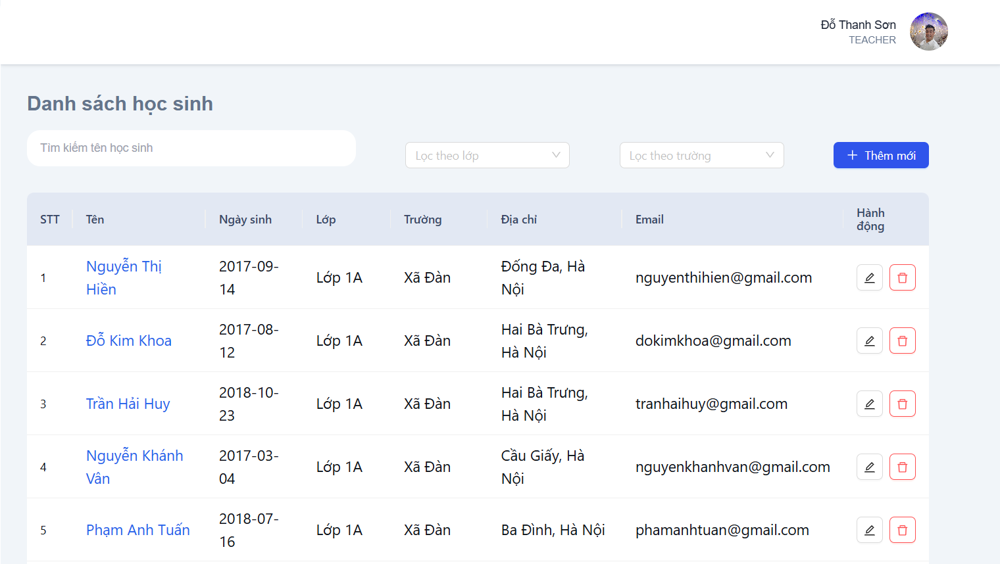 Đỗ Thanh Sơn
TEACHER
Danh sách học sinh
Tìm kiếm tên học sinh
Lọc theo lớp
Lọc theo trường
Thêm mới
STT Tên Ngày sinh Lớp Trường Địa chỉ Email Hành động
1 Nguyễn Thị Hiền 2017-09-14 Lớp 1A Xã Đàn Đống Đa, Hà Nội nguyenthihien@gmail.com
2 Đỗ Kim Khoa 2017-08-12 Lớp 1A Xã Đàn Hai Bà Trưng, Hà Nội dokimkhoa@gmail.com
3 Trần Hải Huy 2018-10-23 Lớp 1A Xã Đàn Hai Bà Trưng, Hà Nội tranhaihuy@gmail.com
4 Nguyễn Khánh Vân 2017-03-04 Lớp 1A Xã Đàn Cầu Giấy, Hà Nội nguyenkhanhvan@gmail.com
5 Phạm Anh Tuấn 2018-07-16 Lớp 1A Xã Đàn Ba Đình, Hà Nội phamanhtuan@gmail.com